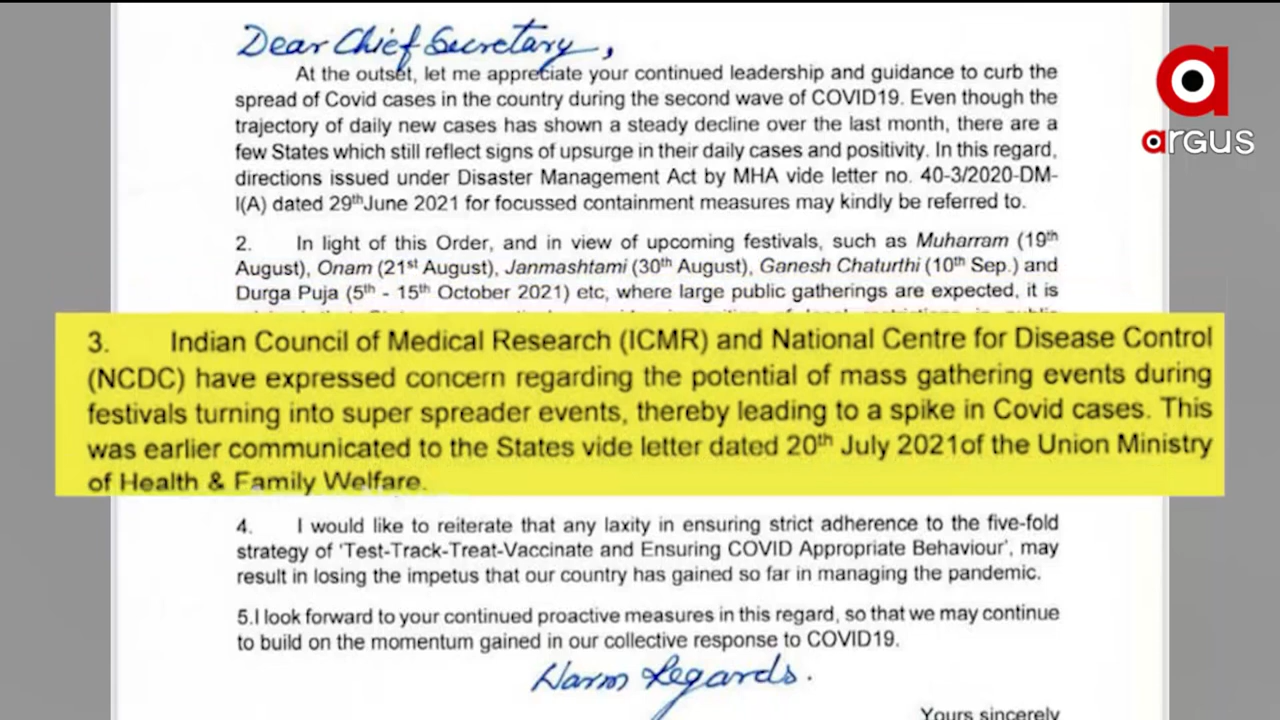 Dear Chief Secretary,
At the outset, let me appreciate your continued leadership and guidance to curb the
spread of Covid cases in the country during the second wave of COVID19. Even though the
trajectory of daily new cases has shown a steady decline over the last month, there are a
few States which still reflect signs of upsurge in their daily cases and positivity. In this regard,
directions issued under Disaster Management Act by MHA vide letter no. 40-3/2020-DM-
I(A) dated 29th June 2021 for focussed containment measures may kindly be referred to.
2. In light of this Order, and in view of upcoming festivals, such as Muharram (19th
August), Onam (21st August), Janmashtami (30th August), Ganesh Chaturthi (10th Sep.) and
Durga Puja (5th - 15th October 2021) etc, where large public gatherings are expected, it is
3. Indian Council of Medical Research (ICMR) and National Centre for Disease Control
(NCDC) have expressed concern regarding the potential of mass gathering events during
festivals turning into super spreader events, thereby leading to a spike in Covid cases. This
was earlier communicated to the States vide letter dated 20th July 2021of the Union Ministry
of Health & Family Welfare.
4. I would like to reiterate that any laxity in ensuring strict adherence to the five-fold
strategy of 'Test-Track-Treat-Vaccinate and Ensuring COVID Appropriate Behaviour', may
result in losing the impetus that our country has gained so far in managing the pandemic.
5.I look forward to your continued proactive measures in this regard, so that we may continue
to build on the momentum gained in our collective response to COVID19.
Warm Regards.
Yours sincerely
a
argus